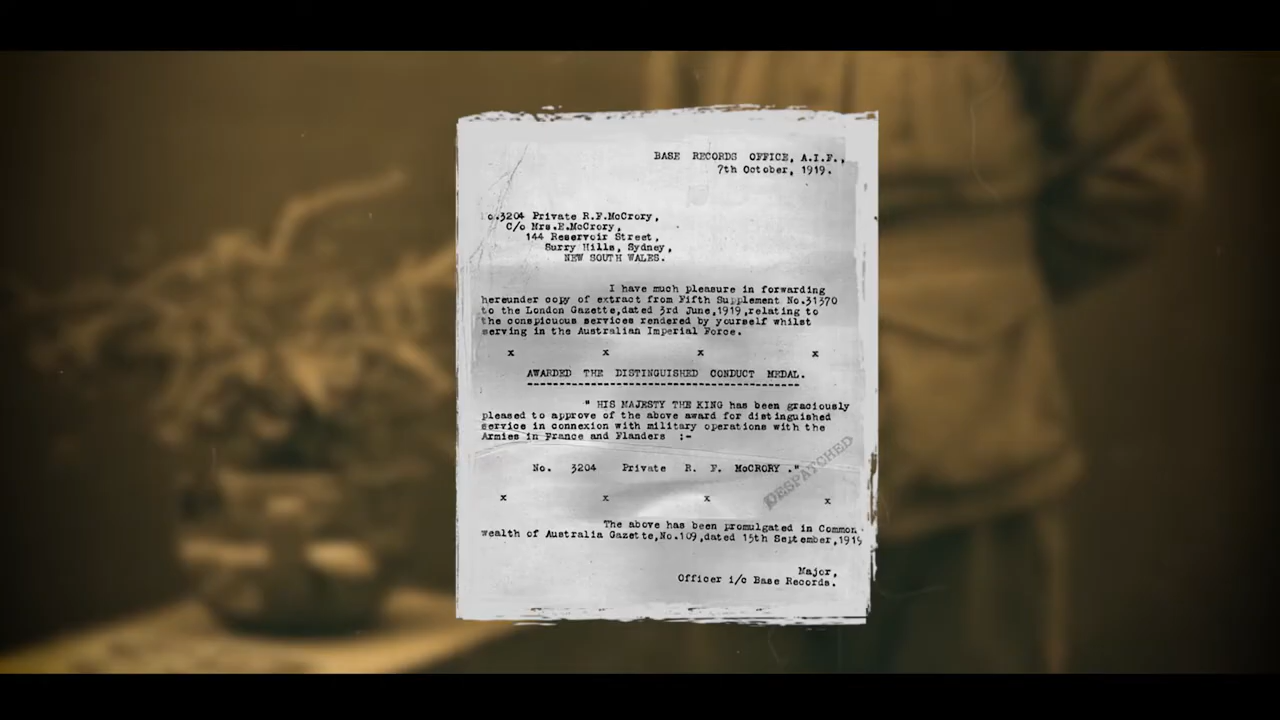 BASE RECORDS OFFICE, A.I.F.,
7th October, 1919.
o.3204 Private R.F.McCrory,
C/o Mrs.E.McCrory,
144 Reservoir Street,
Surry Hills, Sydney,
NEW SOUTH WALES.
I have much pleasure in forwarding
hereunder copy of extract from Fifth Supplement No.31370
to the London Gazette,dated 3rd June,1919,relating to
the conspicuous services rendered by yourself whilst
serving in the Australian Imperial Force.
x x x x
AWARDED THE DISTINGUISHED CONDUCT MEDAL.
" HIS MAJESTY THE KING has been graciously
pleased to approve of the above award for distinguished
service in connexion with military operations with the
Armies in France and Flanders :-
No. 3204 Private R. F. McCRORY ."
DESPATCHED
x x x x
The above has been promulgated in Common-
wealth of Australia Gazette,No.109,dated 15th September,1919
Major,
Officer i/c Base Records.